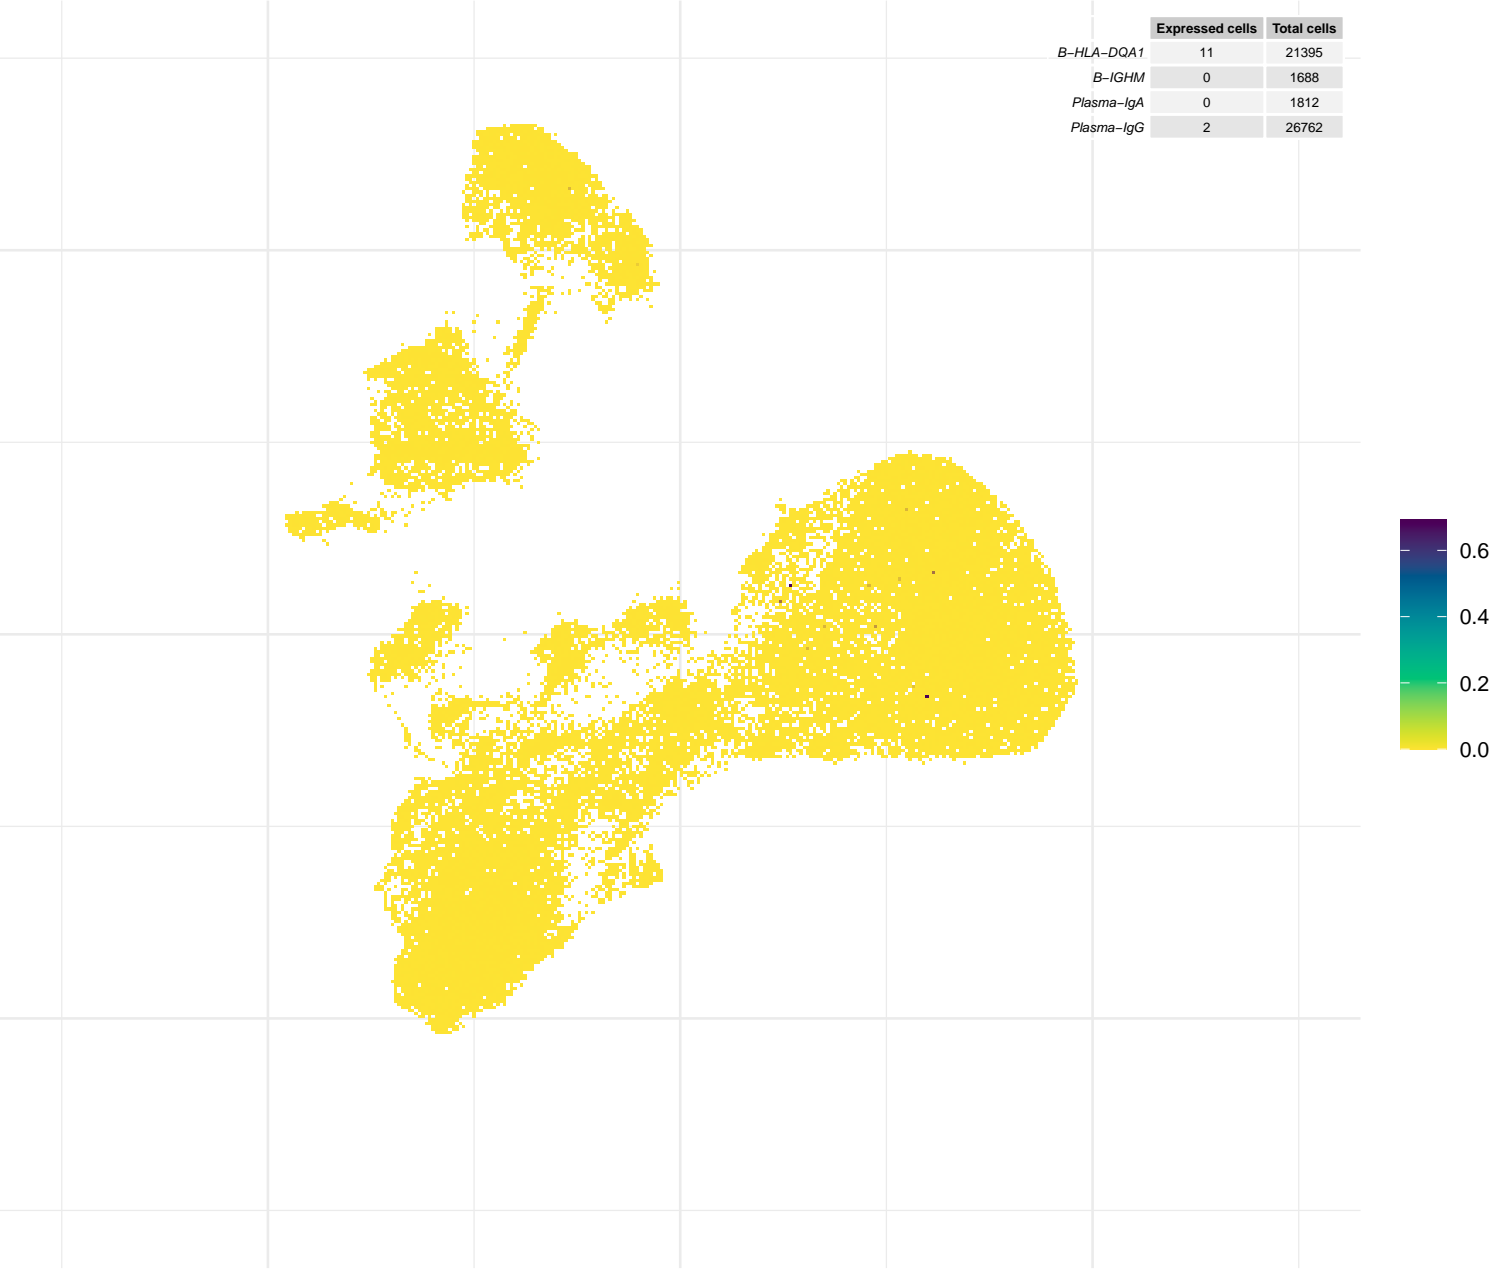 Expressed cells Total cells
B−HLA−DQA1 11 21395
B−IGHM 0 1688
Plasma−IgA 0 1812
Plasma−IgG 2 26762
0.6
0.4
0.2
0.0